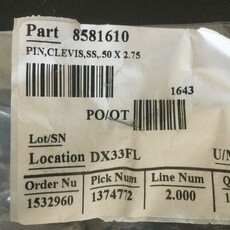 Part 8581610
PIN,CLEVIS,SS,.50 X 2.75
1643
PO/OT
Lot/SN
Location DX33FL U/
Order Nu Pick Num Line Num
1532960 1374772 2.000